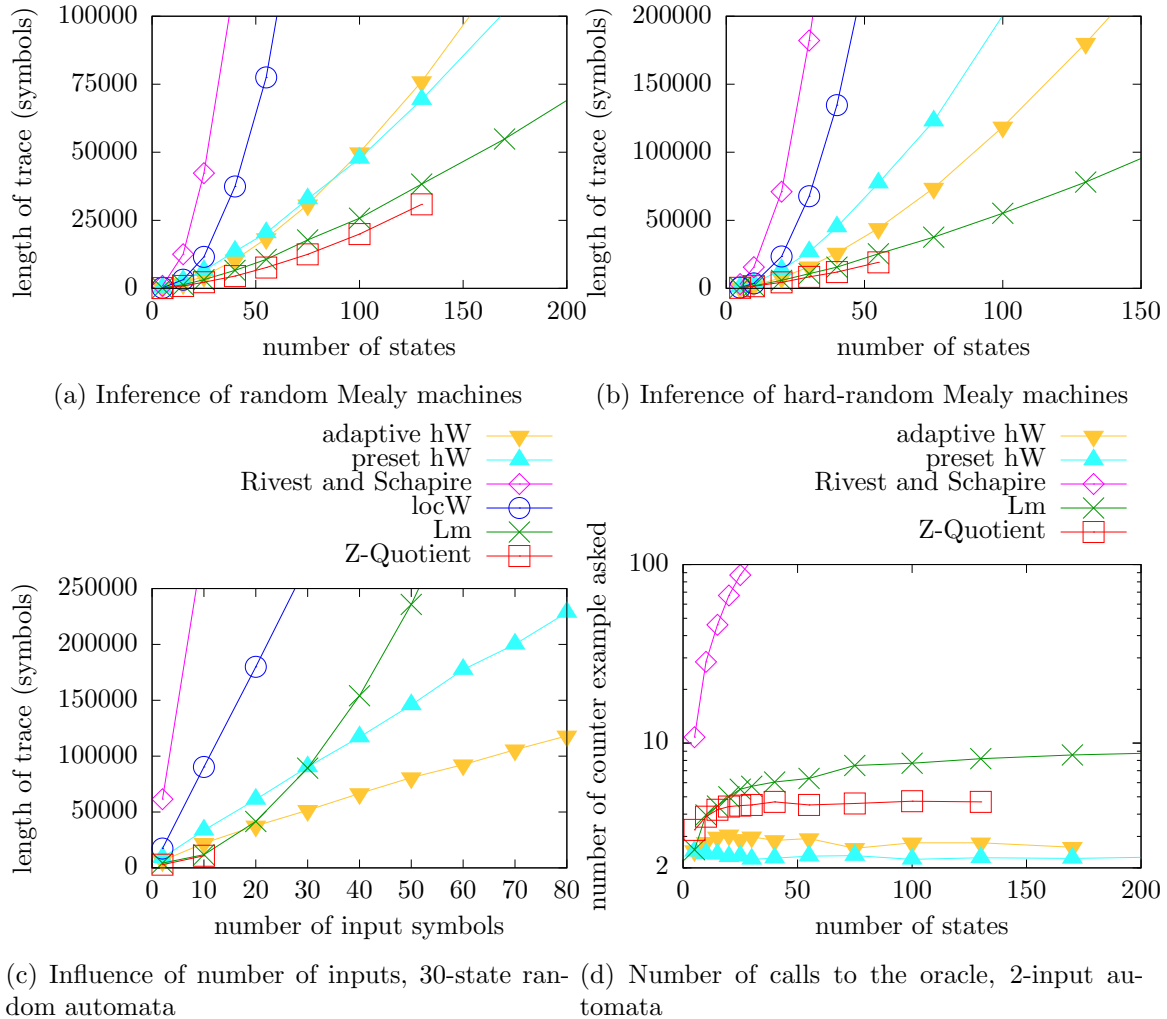 100000
75000
50000
25000
0
0 50 100 150 200
length of trace (symbols)
number of states
(a) Inference of random Mealy machines
200000
150000
100000
50000
0
0 50 100 150
length of trace (symbols)
number of states
(b) Inference of hard-random Mealy machines
adaptive hW
preset hW
Rivest and Schapire
locW
Lm
Z-Quotient
250000
200000
150000
100000
50000
0
0 10 20 30 40 50 60 70 80
length of trace (symbols)
number of input symbols
(c) Influence of number of inputs, 30-state ran-
dom automata
adaptive hW
preset hW
Rivest and Schapire
Lm
Z-Quotient
100
10
2
0 50 100 150 200
number of counter example asked
number of states
(d) Number of calls to the oracle, 2-input au-
tomata